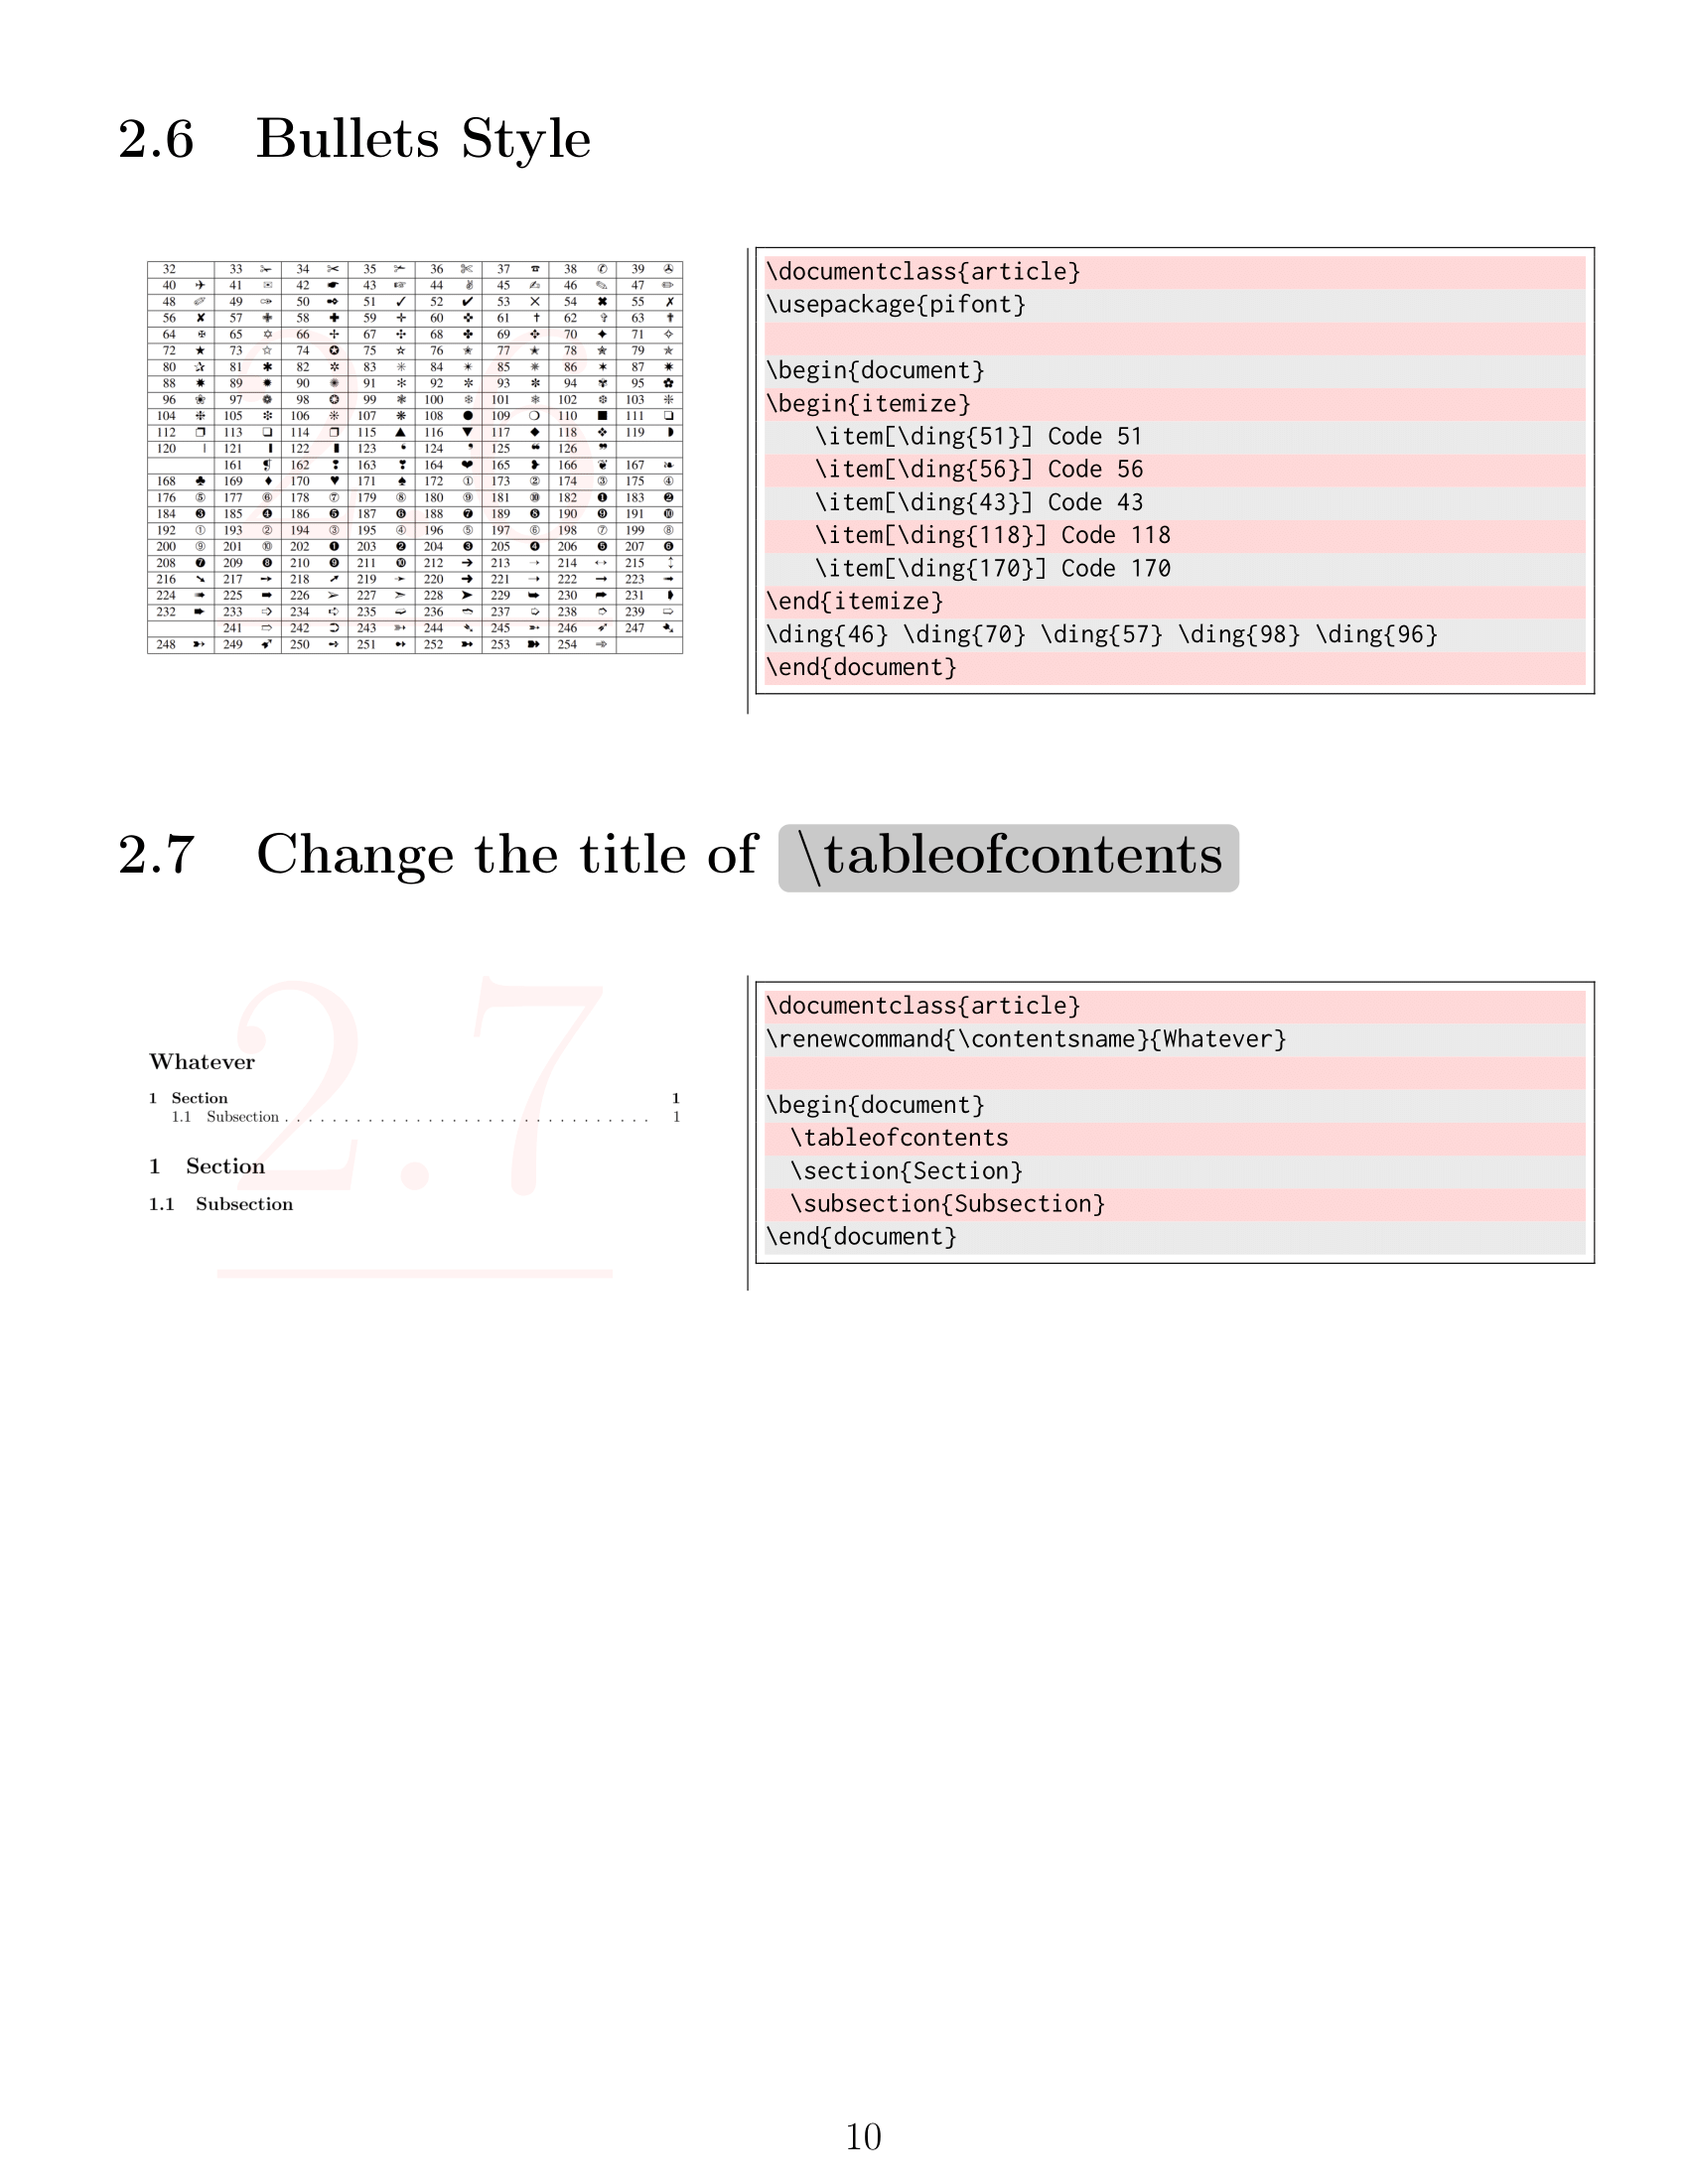 2.6 Bullets Style
32 33 ✁ 34 ✂ 35 ✃ 36 ✄ 37 ☎ 38 ✆ 39 ✇
40 ✈ 41 ✉ 42 ☛ 43 ☞ 44 ✌ 45 ✍ 46 ✎ 47 ✏
48 ✐ 49 ✑ 50 ✒ 51 ✓ 52 ✔ 53 ✕ 54 ✖ 55 ✗
56 ✘ 57 ✙ 58 ✚ 59 ✛ 60 ✜ 61 ✝ 62 ✞ 63 ✟
64 ✠ 65 ✡ 66 ✢ 67 ✣ 68 ✤ 69 ✥ 70 ✦ 71 ✧
72 ★ 73 ✩ 74 ✪ 75 ✫ 76 ✬ 77 ✭ 78 ✮ 79 ✯
80 ✰ 81 ✱ 82 ✲ 83 ✳ 84 ✴ 85 ✵ 86 ✶ 87 ✷
88 ✸ 89 ✹ 90 ✺ 91 ✻ 92 ✼ 93 ✽ 94 ✾ 95 ✿
96 ❀ 97 ❁ 98 ❂ 99 ❃ 100 ❄ 101 ❅ 102 ❆ 103 ❇
104 ❈ 105 ❉ 106 ❊ 107 ❋ 108 ● 109 ❍ 110 ■ 111 ❏
112 ❐ 113 ❑ 114 ❒ 115 ▲ 116 ▼ 117 ◆ 118 ❖ 119 ◗
120 ❘ 121 ❙ 122 ❚ 123 ❛ 124 ❜ 125 ❝ 126 ❞
161 ❡ 162 ❢ 163 ❣ 164 ❤ 165 ❥ 166 ❦ 167 ❧
168 ♣ 169 ♦ 170 ♥ 171 ♠ 172 ① 173 ② 174 ③ 175 ④
176 ⑤ 177 ⑥ 178 ⑦ 179 ⑧ 180 ⑨ 181 ⑩ 182 ❶ 183 ❷
184 ❸ 185 ❹ 186 ❺ 187 ❻ 188 ❼ 189 ❽ 190 ❾ 191 ❿
192 ➀ 193 ➁ 194 ➂ 195 ➃ 196 ➄ 197 ➅ 198 ➆ 199 ➇
200 ➈ 201 ➉ 202 ➊ 203 ➋ 204 ➌ 205 ➍ 206 ➎ 207 ➏
208 ➐ 209 ➑ 210 ➒ 211 ➓ 212 ➔ 213 → 214 ↔ 215 ↕
216 ➘ 217 ➙ 218 ➚ 219 ➛ 220 ➜ 221 ➝ 222 ➞ 223 ➟
224 ➠ 225 ➡ 226 ➢ 227 ➣ 228 ➤ 229 ➥ 230 ➦ 231 ➧
232 ➨ 233 ➩ 234 ➪ 235 ➫ 236 ➬ 237 ➭ 238 ➮ 239 ➯
241 ➱ 242 ➲ 243 ➳ 244 ➴ 245 ➵ 246 ➶ 247 ➷
248 ➸ 249 ➹ 250 ➺ 251 ➻ 252 ➼ 253 ➽ 254 ➾
2.6
\documentclass{article}
\usepackage{pifont}
\begin{document}
\begin{itemize}
\item[\ding{51}] Code 51
\item[\ding{56}] Code 56
\item[\ding{43}] Code 43
\item[\ding{118}] Code 118
\item[\ding{170}] Code 170
\end{itemize}
\ding{46} \ding{70} \ding{57} \ding{98} \ding{96}
\end{document}
2.7 Change the title of \tableofcontents
2.7
Whatever
1 Section 1
1.1 Subsection . . . . . . . . . . . . . . . . . . . . . . . . . . . . . . . 1
1 Section
1.1 Subsection
\documentclass{article}
\renewcommand{\contentsname}{Whatever}
\begin{document}
\tableofcontents
\section{Section}
\subsection{Subsection}
\end{document}
10